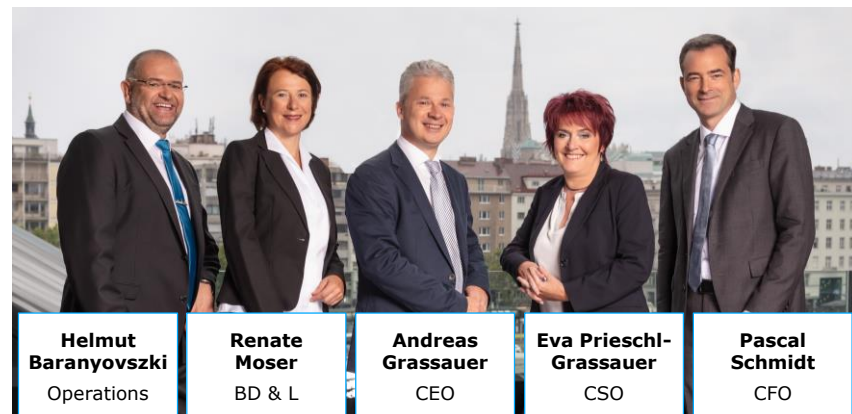 Helmut
Baranyovszki
Operations
Renate
Moser
BD & L
Andreas
Grassauer
CEO
Eva Prieschl-
Grassauer
CSO
Pascal
Schmidt
CFO